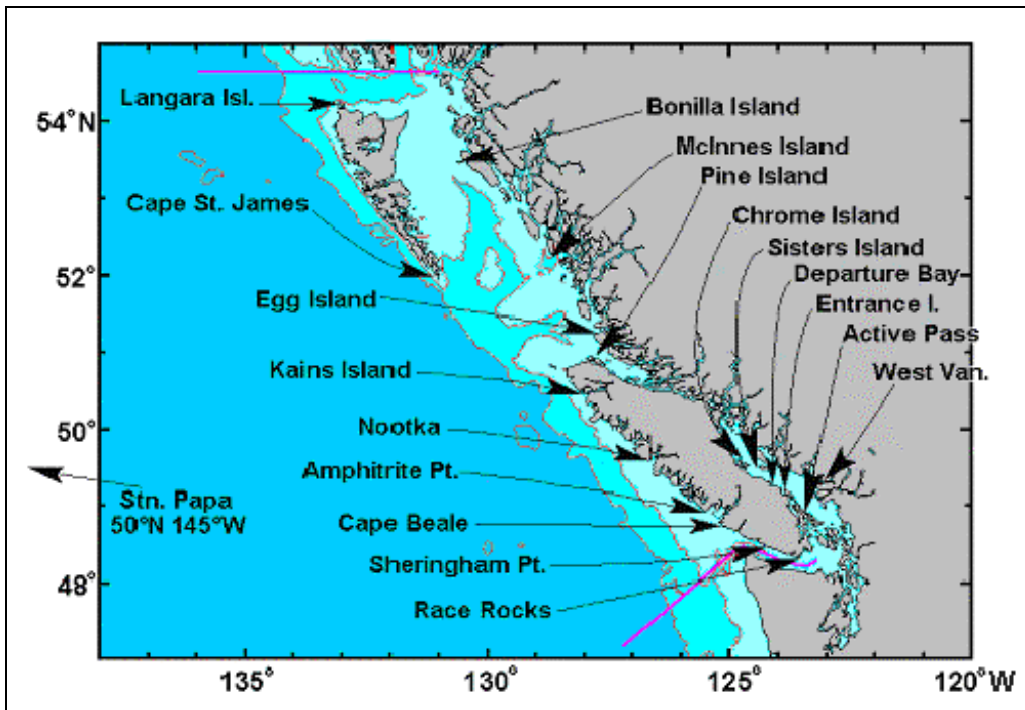 Langara Isl.
54°N
Bonilla Island
McInnes Island
Pine Island
Cape St. James
Chrome Island
Sisters Island
52°
Departure Bay
Egg Island
Entrance I.
Active Pass
Kains Island
West Van.
50°
Nootka
Amphitrite Pt.
Stn. Papa
50°N 145°W
Cape Beale
Sheringham Pt.
48°
Race Rocks
135°
130°
125°
120°W